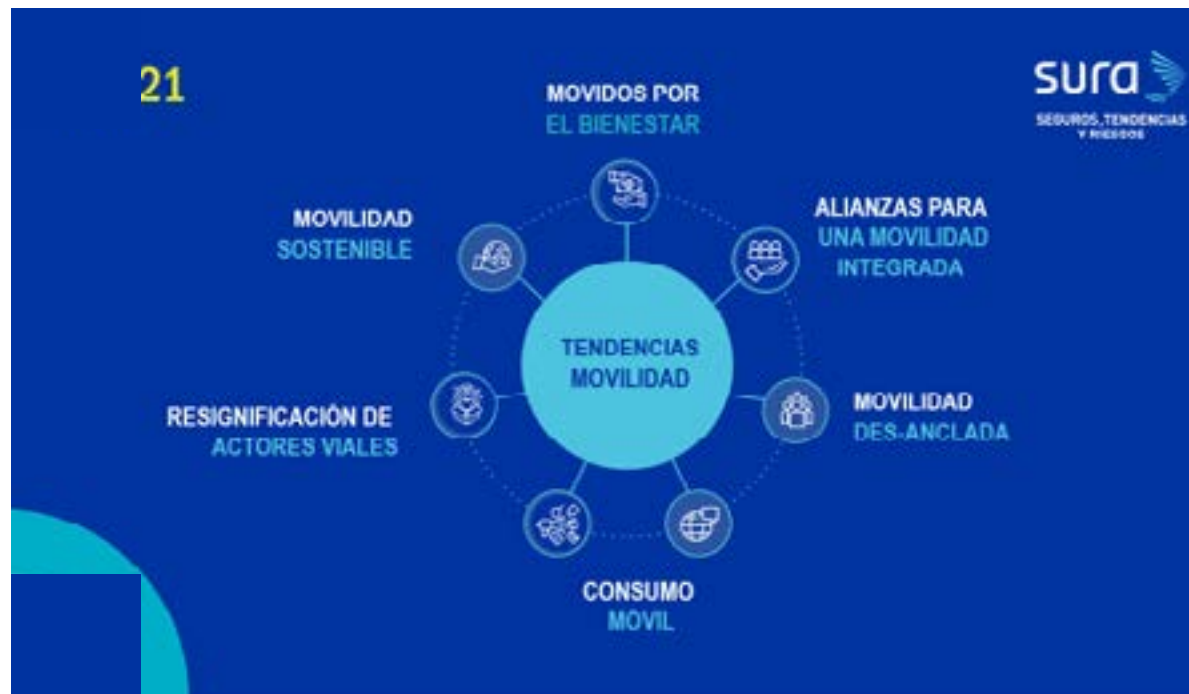 21
sura
SEGUROS, TENDENCIAS
Y RIESGOS
MOVIDOS POR
EL BIENESTAR
ALIANZAS PARA
UNA MOVILIDAD
INTEGRADA
MOVILIDAD
SOSTENIBLE
TENDENCIAS
MOVILIDAD
MOVILIDAD
DES-ANCLADA
RESIGNIFICACIÓN DE
ACTORES VIALES
CONSUMO
MÓVIL